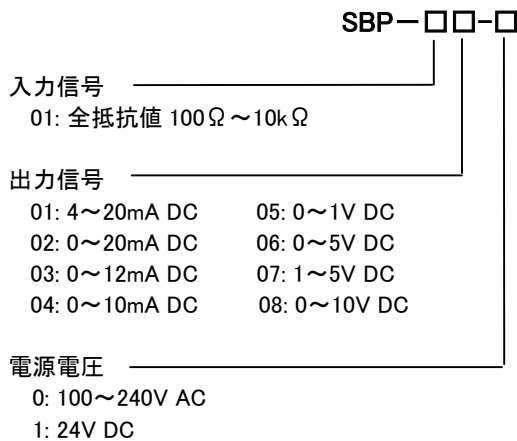 SBP－□□-□
入力信号
01: 全抵抗値 100Ω～10kΩ
出力信号
01: 4～20mA DC 05: 0～1V DC
02: 0～20mA DC 06: 0～5V DC
03: 0～12mA DC 07: 1～5V DC
04: 0～10mA DC 08: 0～10V DC
電源電圧
0: 100～240V AC
1: 24V DC